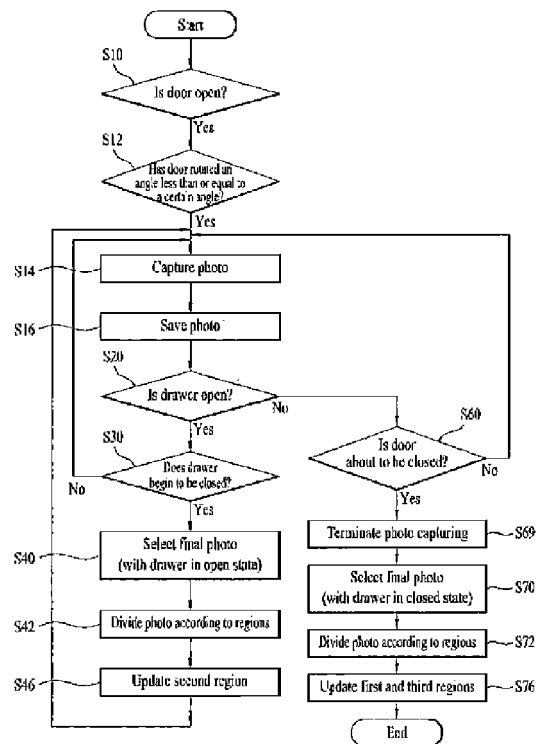 Start
S10
Is door open?
Yes
S12
Has door rotated an
angle less than or equal to
a certain angle?
Yes
S14
Capture photo
S16
Save photo
S20
Is drawer open?
No
Yes
S30
Does drawer
begin to be closed?
No
Yes
S40
Select final photo
(with drawer in open state)
S42
Divide photo according to regions
S46
Update second region
S60
Is door
about to be closed?
No
Yes
Terminate photo capturing
S69
Select final photo
(with drawer in closed state)
S70
Divide photo according to regions
S72
Update first and third regions
S76
End